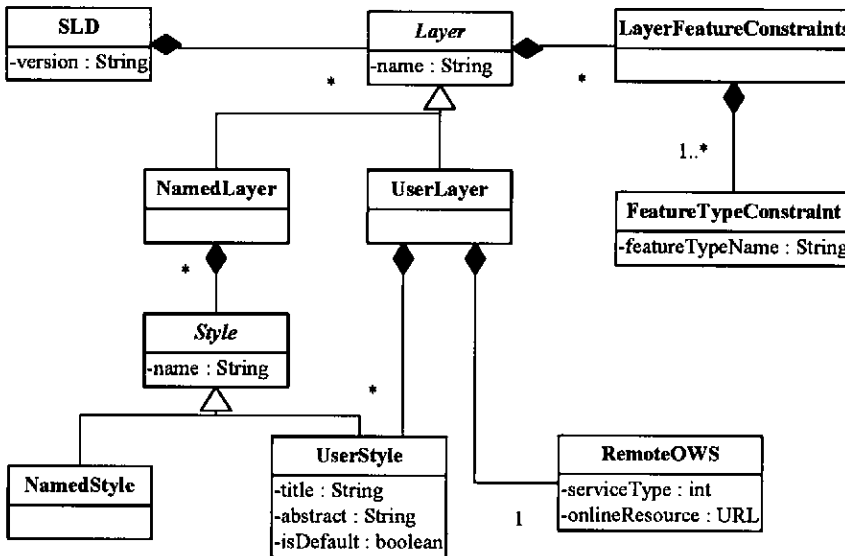 SLD
-version : String
*
Layer
-name : String
*
LayerFeatureConstraints
1..*
FeatureTypeConstraint
-featureTypeName : String
NamedLayer
UserLayer
*
Style
-name : String
*
NamedStyle
UserStyle
-title : String
-abstract : String
-isDefault : boolean
1
RemoteOWS
-serviceType : int
-onlineResource : URL